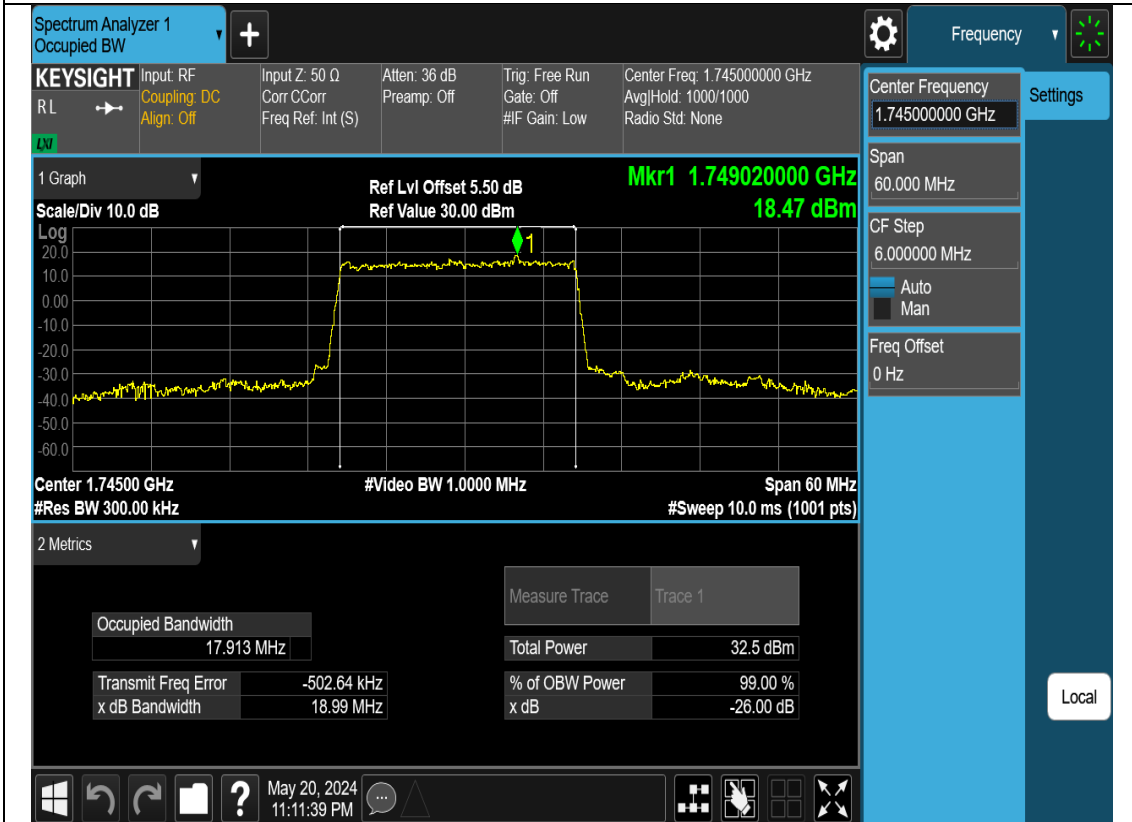 Spectrum Analyzer 1
Occupied BW
Frequency
KEYSIGHT
RL
LXI
Input: RF
Coupling: DC
Align: Off
Input Z: 50 Ω
Corr CCorr
Freq Ref: Int (S)
Atten: 36 dB
Preamp: Off
Trig: Free Run
Gate: Off
#IF Gain: Low
Center Freq: 1.745000000 GHz
Avg|Hold: 1000/1000
Radio Std: None
Center Frequency
1.745000000 GHz
Settings
Span
60.000 MHz
CF Step
6.000000 MHz
Auto
Man
Freq Offset
0 Hz
Local
1 Graph
Scale/Div 10.0 dB
Ref Lvl Offset 5.50 dB
Ref Value 30.00 dBm
Mkr1 1.749020000 GHz
18.47 dBm
Log
1
20.0
10.0
0.00
-10.0
-20.0
-30.0
-40.0
-50.0
-60.0
Center 1.74500 GHz
#Video BW 1.0000 MHz
Span 60 MHz
#Res BW 300.00 kHz
#Sweep 10.0 ms (1001 pts)
2 Metrics
Measure Trace Trace 1
Occupied Bandwidth
17.913 MHz
Total Power 32.5 dBm
Transmit Freq Error -502.64 kHz
% of OBW Power 99.00 %
x dB Bandwidth 18.99 MHz
x dB -26.00 dB
?
May 20, 2024
11:11:39 PM